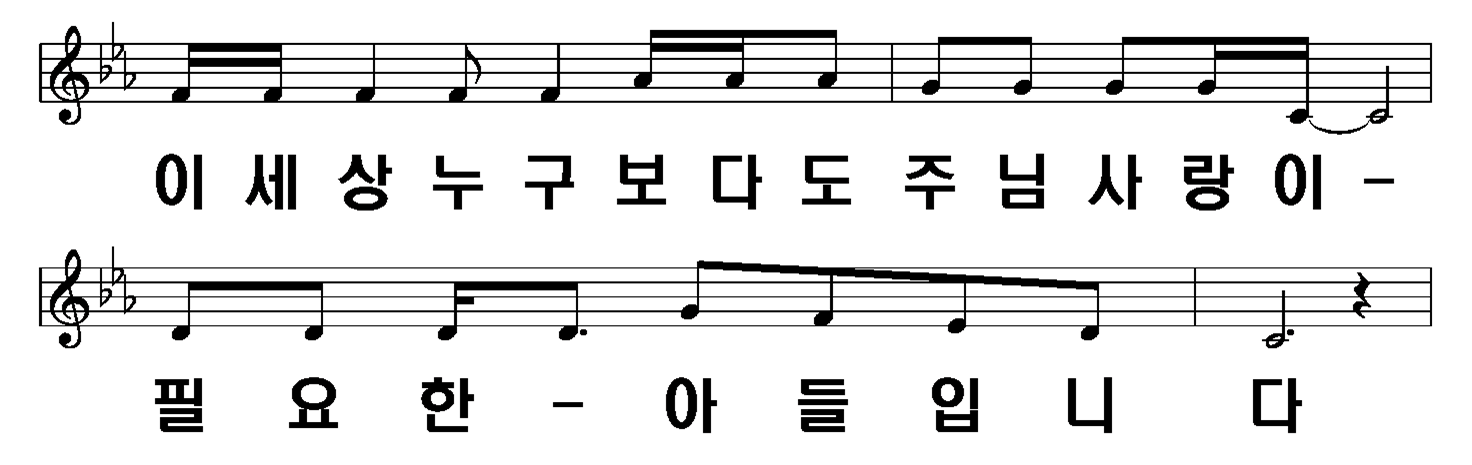 이 세 상 누 구 보 다 도 주 님 사 랑 이 -
필 요 한 - 아 들 입 니 다